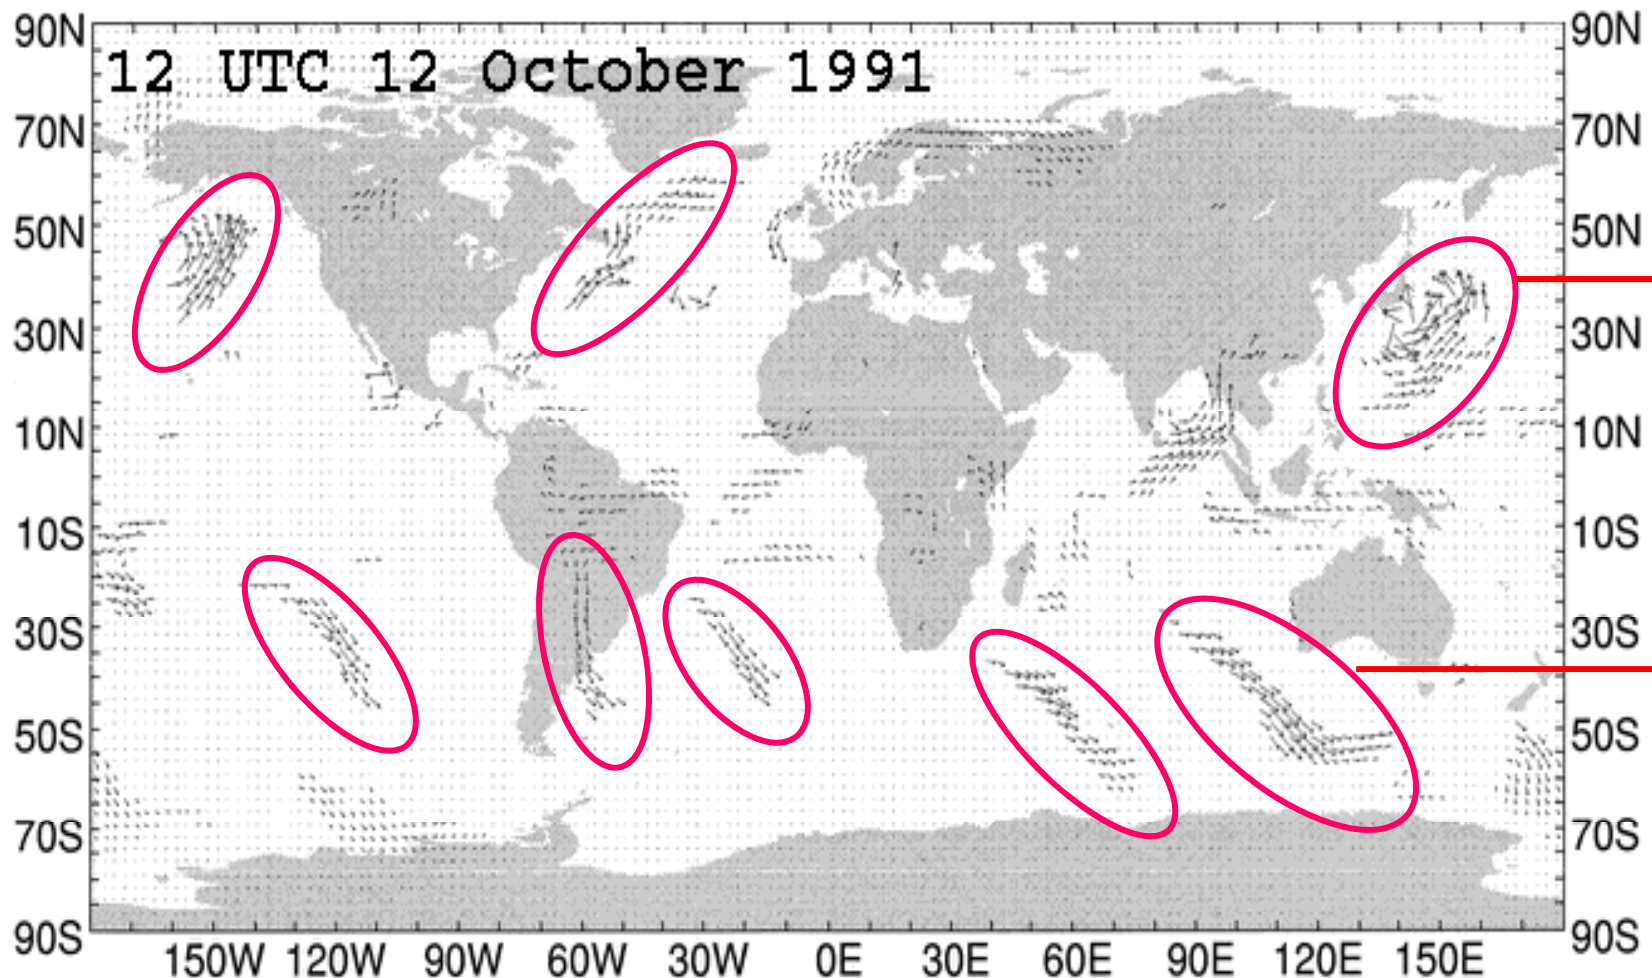 12 UTC 12 October 1991
90N 90N
70N 70N
50N 50N
30N 30N
10N 10N
10S 10S
30S 30S
50S 50S
70S 70S
90S 90S
150W 120W 90W 60W 30W 0E 30E 60E 90E 120E 150E